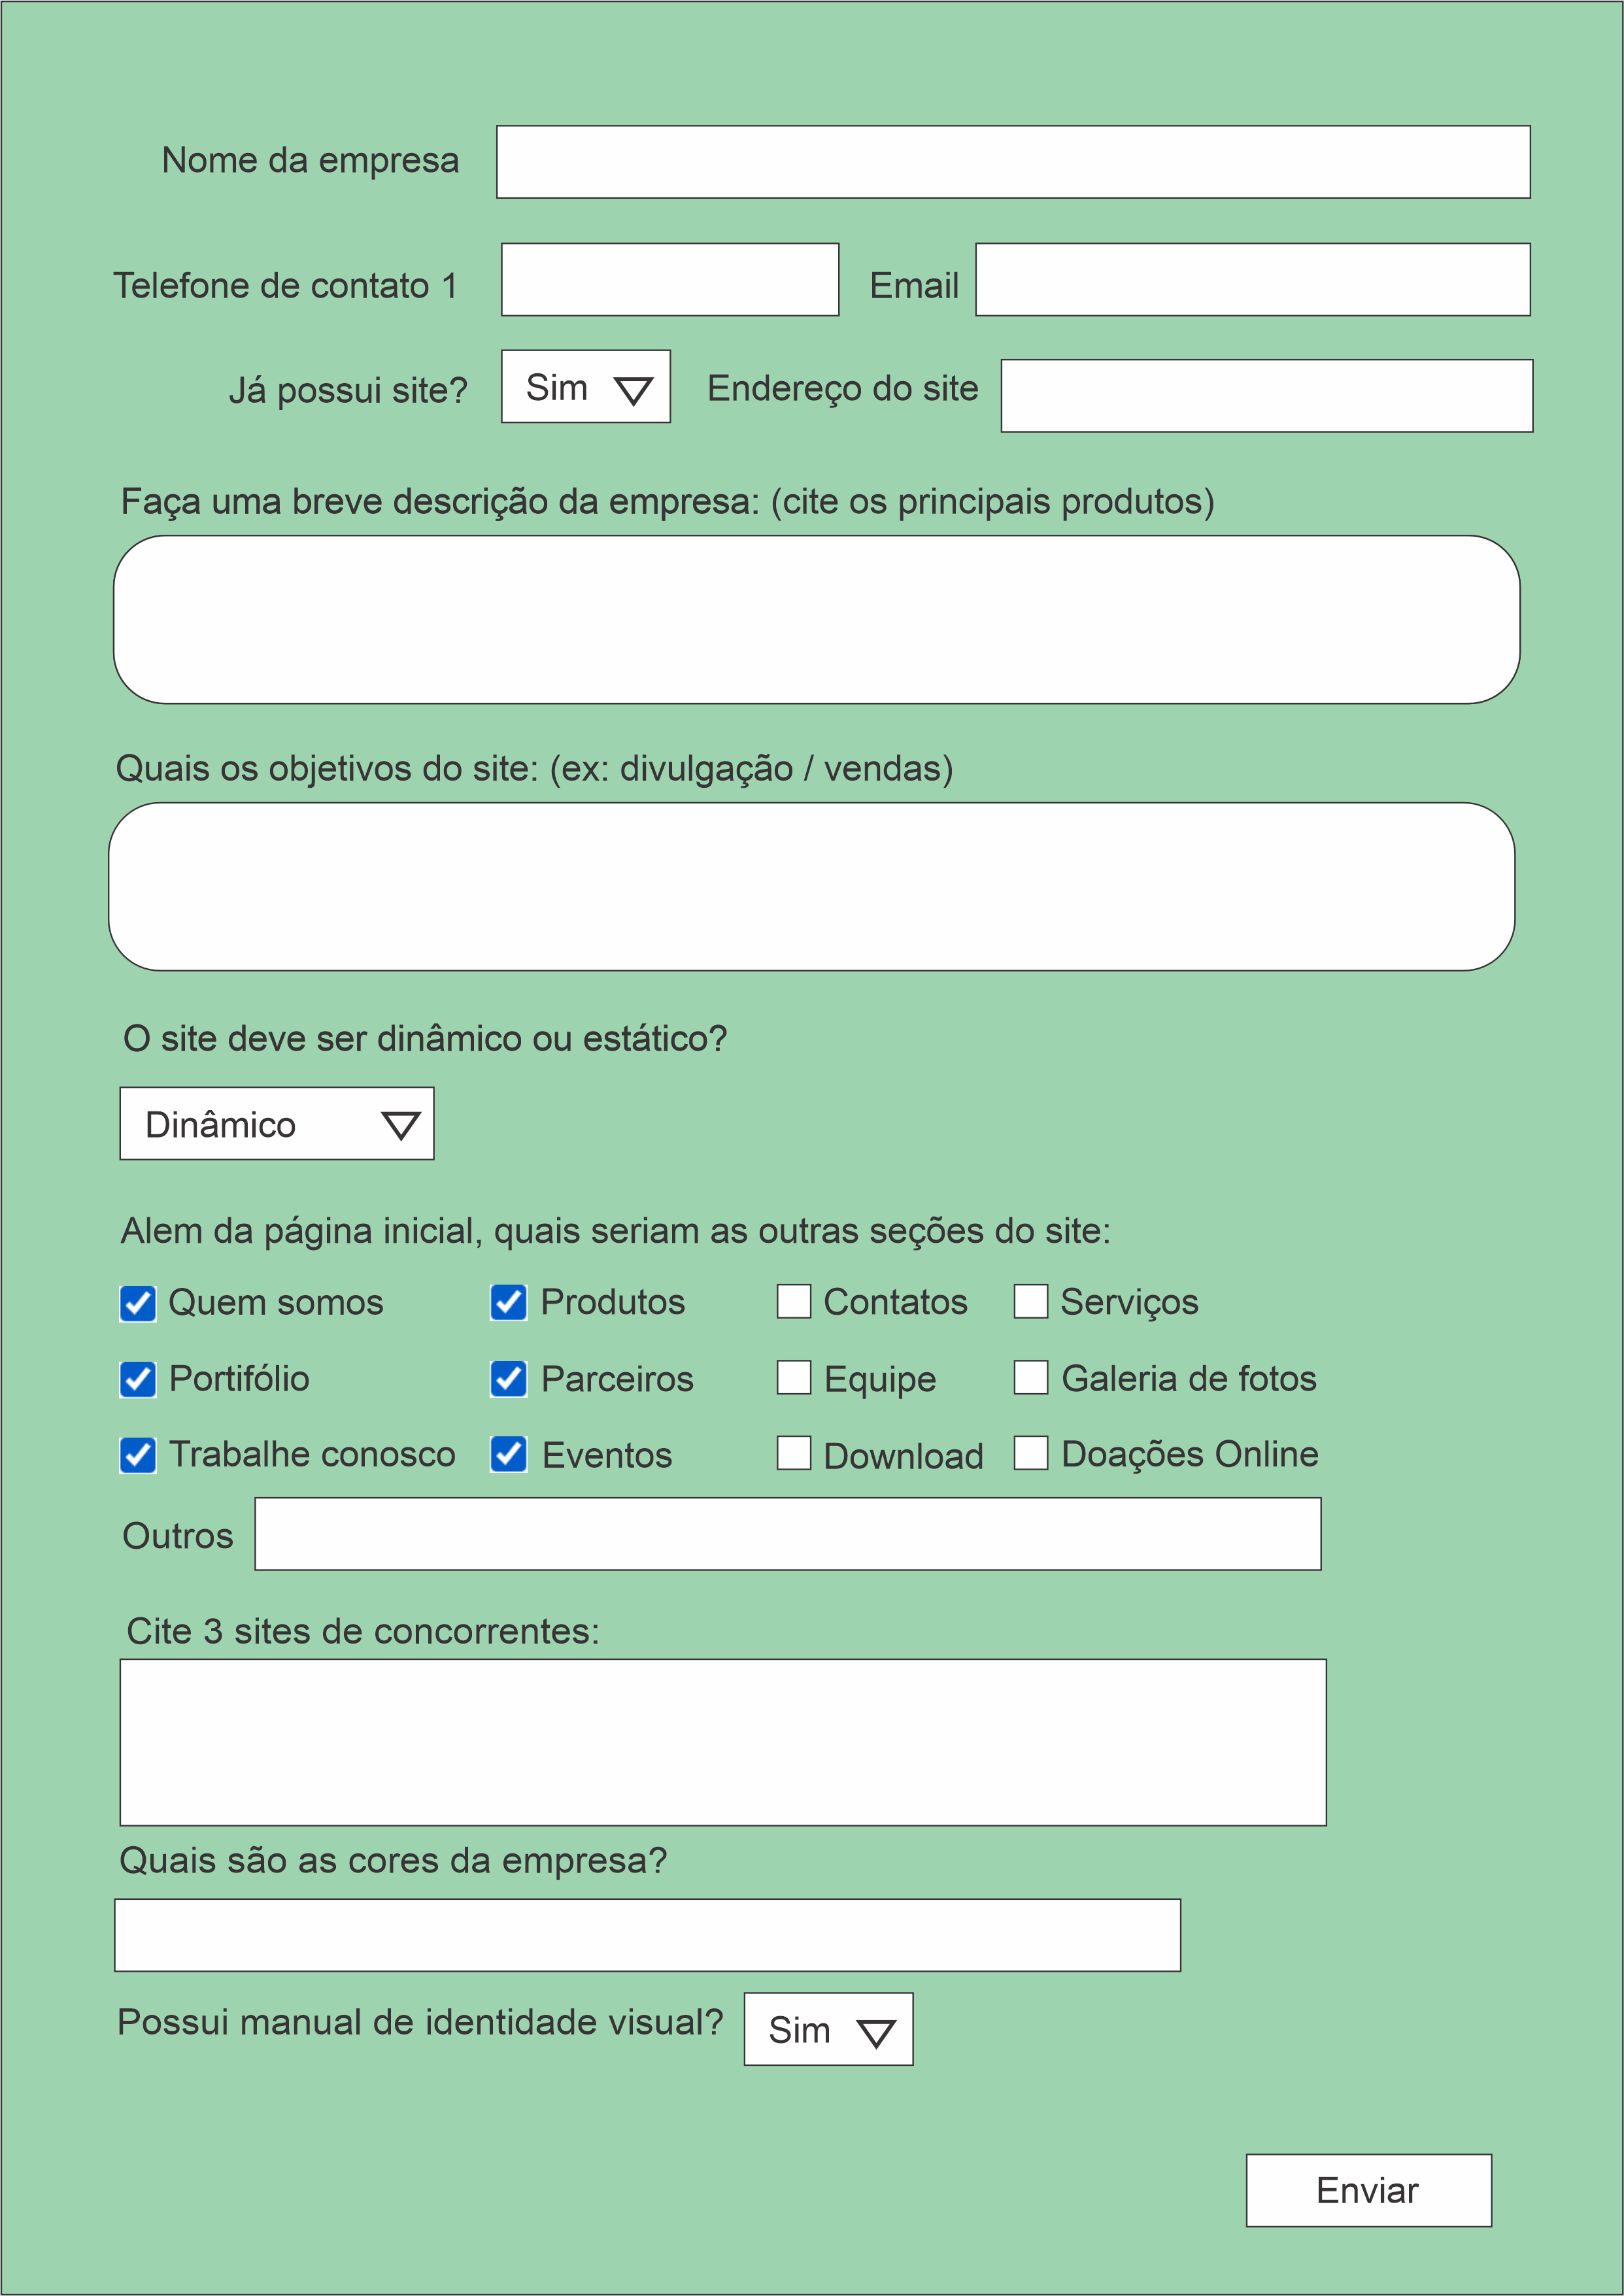 Nome da empresa
Telefone de contato 1 Email
Já possui site? Sim Endereço do site
Faça uma breve descrição da empresa: (cite os principais produtos)
Quais os objetivos do site: (ex: divulgação / vendas)
O site deve ser dinâmico ou estático?
Dinâmico
Alem da página inicial, quais seriam as outras seções do site:
Quem somos Produtos Contatos Serviços
Portifólio Parceiros Equipe Galeria de fotos
Trabalhe conosco Eventos Download Doações Online
Outros
Cite 3 sites de concorrentes:
Quais são as cores da empresa?
Possui manual de identidade visual? Sim
Enviar